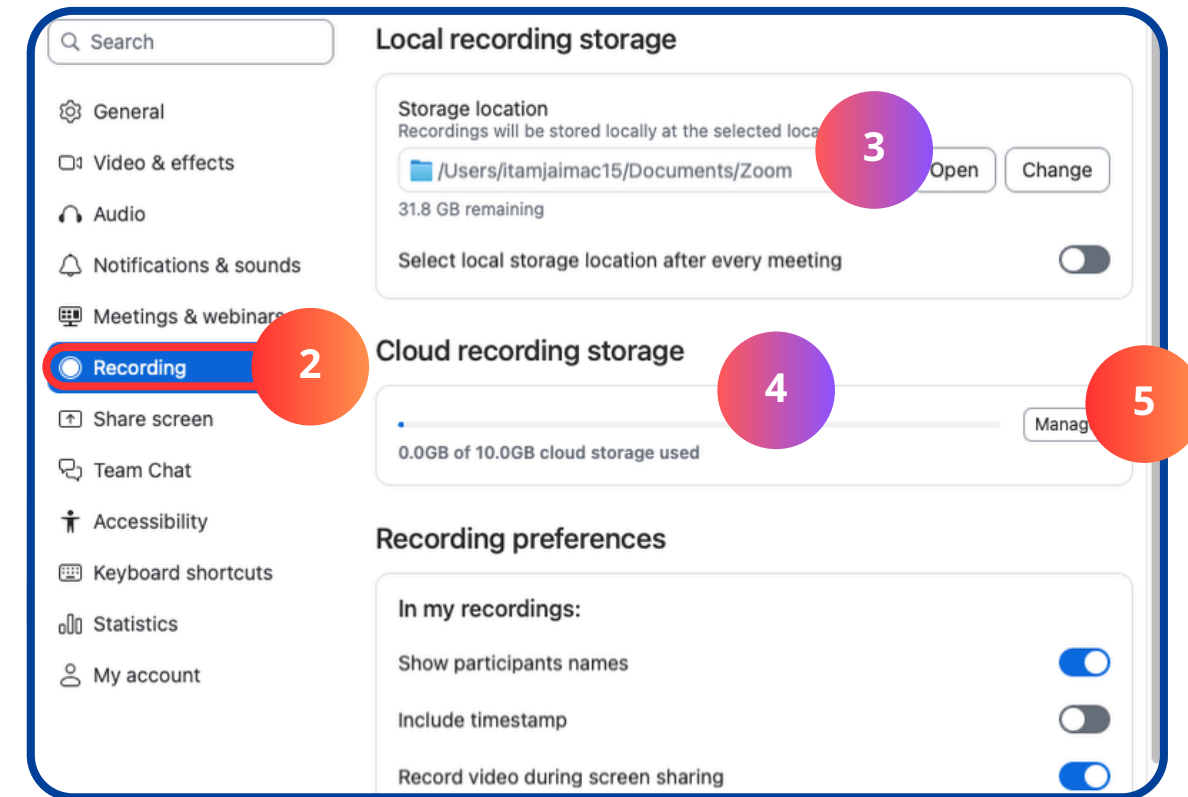 Search
General
Video & effects
Audio
Notifications & sounds
Meetings & webinars
Recording
2
Share screen
Team Chat
Accessibility
Keyboard shortcuts
Statistics
My account
Local recording storage
Storage location
Recordings will be stored locally at the selected loca
3
/Users/itamjaimac15/Documents/Zoom
Open
Change
31.8 GB remaining
Select local storage location after every meeting
Cloud recording storage
4
5
Manag
0.0GB of 10.0GB cloud storage used
Recording preferences
In my recordings:
Show participants names
Include timestamp
Record video during screen sharing